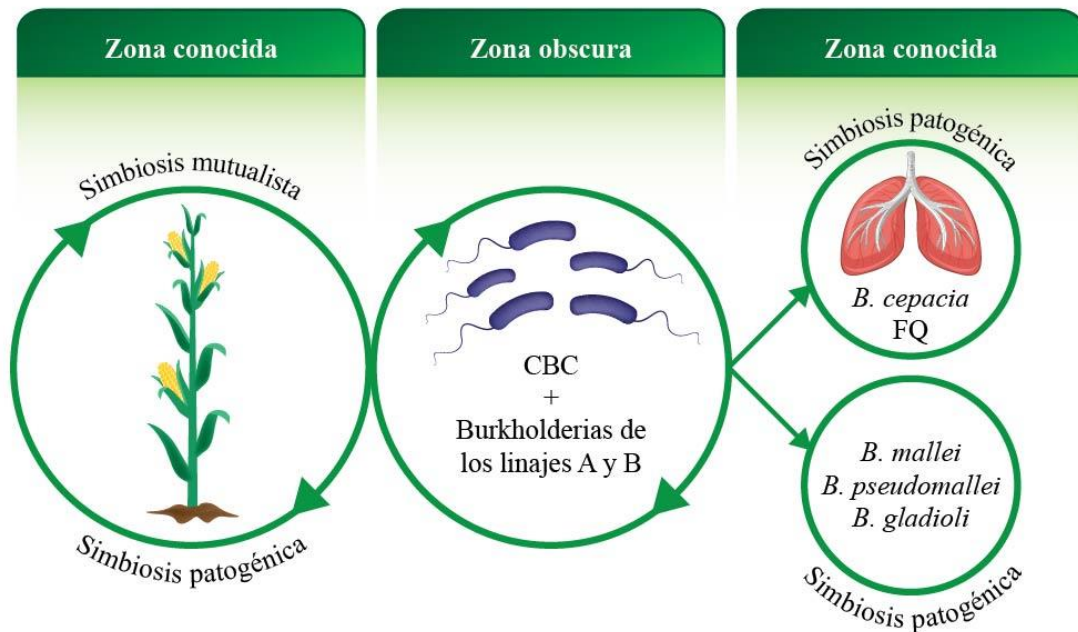 Zona conocida
Zona obscura
Zona conocida
Simbiosis mutualista
Simbiosis patogénica
CBC
+
Burkholderias de
los linajes A y B
Simbiosis patogénica
B. cepacia
FQ
B. mallei
B. pseudomallei
B. gladioli
Simbiosis patogénica